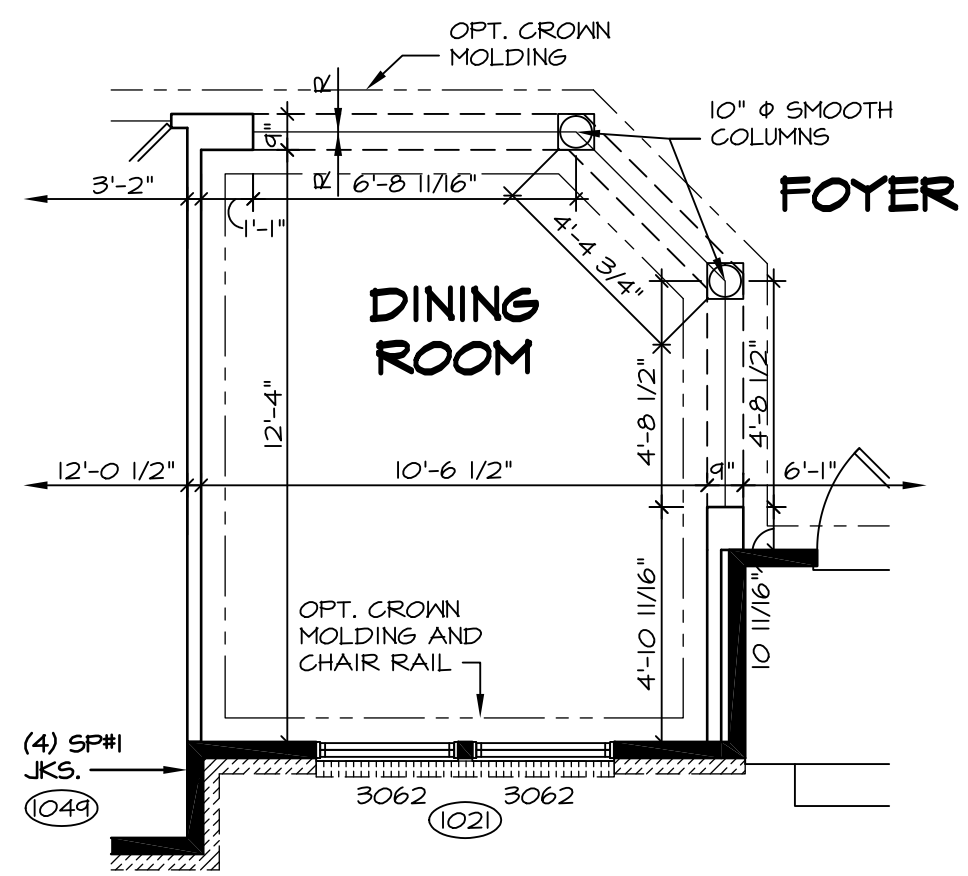 OPT. CROWN
MOLDING
R
9"
10" Φ SMOOTH
COLUMNS
FOYER
3'-2"
R
6'-8 11/16"
1'-1"
4'-4 3/4"
DINING
ROOM
12'-4"
4'-8 1/2"
4'-8 1/2"
12'-0 1/2"
10'-6 1/2"
9"
6'-1"
4'-10 11/16"
10 11/16"
OPT. CROWN
MOLDING AND
CHAIR RAIL
(4) SP#1
JKS.
1049
3062
3062
1021